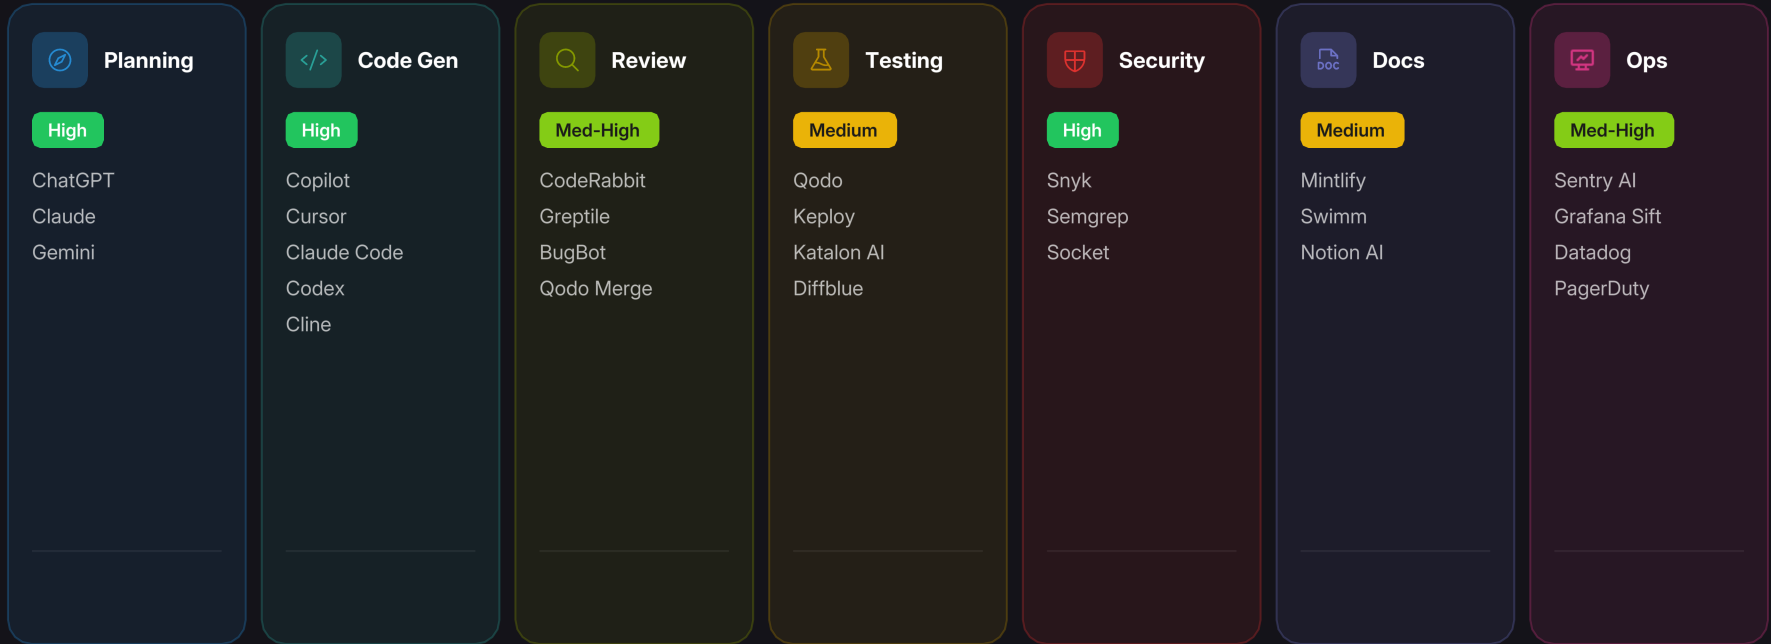 Planning
High
ChatGPT
Claude
Gemini
Code Gen
High
Copilot
Cursor
Claude Code
Codex
Cline
Review
Med-High
CodeRabbit
Greptile
BugBot
Qodo Merge
Testing
Medium
Qodo
Keploy
Katalon AI
Diffblue
Security
High
Snyk
Semgrep
Socket
DOC
Docs
Medium
Mintlify
Swimm
Notion AI
Ops
Med-High
Sentry AI
Grafana Sift
Datadog
PagerDuty